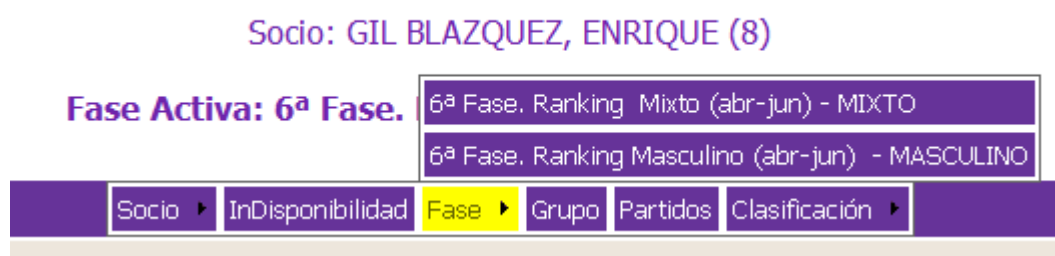 Socio: GIL BLAZQUEZ, ENRIQUE (8)
Fase Activa: 6ª Fase.
6ª Fase. Ranking Mixto (abr-jun) - MIXTO
6ª Fase. Ranking Masculino (abr-jun) - MASCULINO
Socio InDisponibilidad Fase Grupo Partidos Clasificación